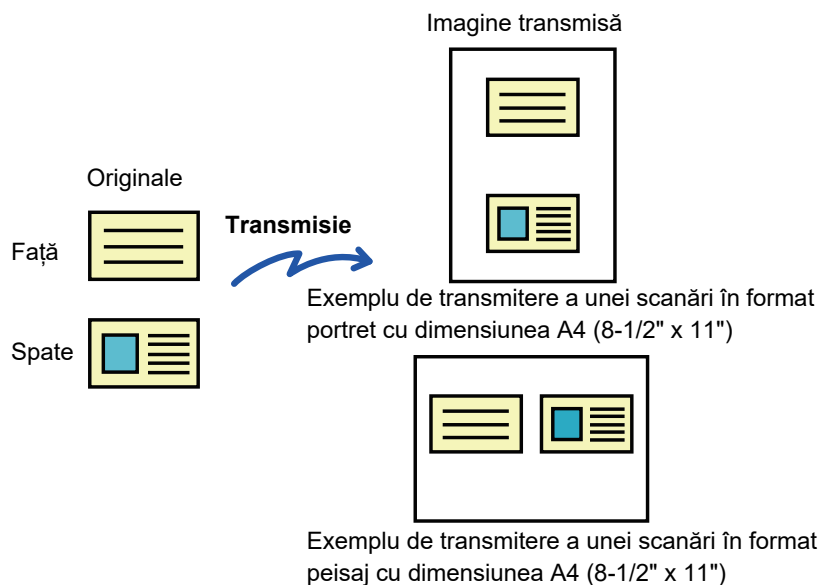 Imagine transmisă
Originale
Transmisie
Față
Spate
Exemplu de transmitere a unei scanări în format
portret cu dimensiunea A4 (8-1/2" x 11")
Exemplu de transmitere a unei scanări în format
peisaj cu dimensiunea A4 (8-1/2" x 11")